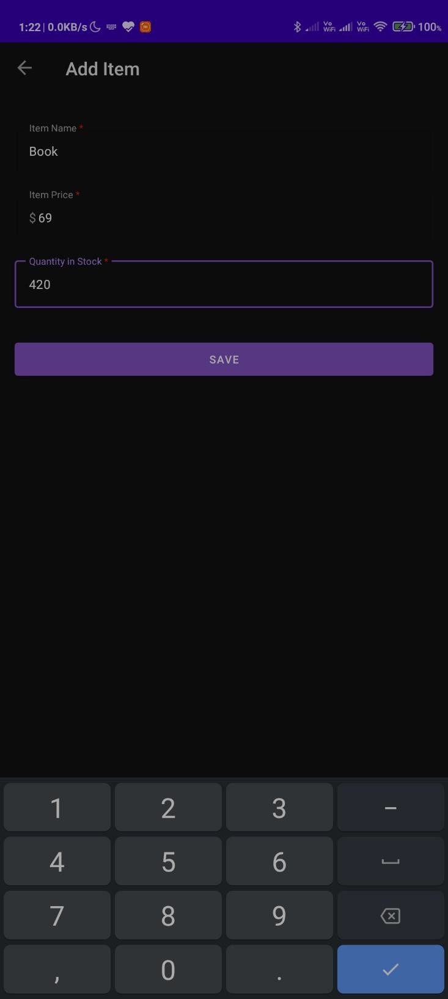 1:22 | 0.0KB/s Vo WiFi Vo WiFi 100%
Add Item
Item Name *
Book
Item Price *
$ 69
Quantity in Stock *
420
SAVE
1 2 3 –
4 5 6
7 8 9
, 0 .